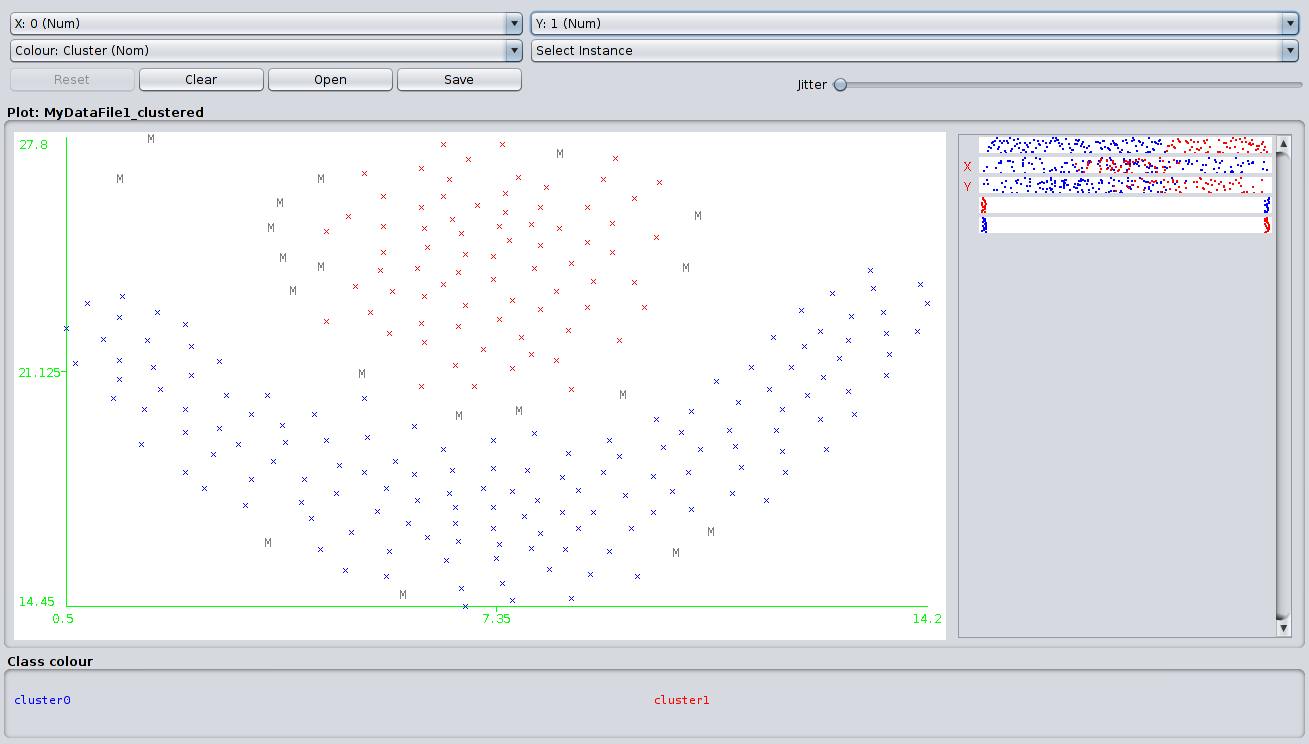 X: 0 (Num) Y: 1 (Num)
Colour: Cluster (Nom) Select Instance
Reset Clear Open Save Jitter
Plot: MyDataFile1_clustered
27.8
X
Y
21.125
14.45
0.5 7.35 14.2
Class colour
cluster0 cluster1